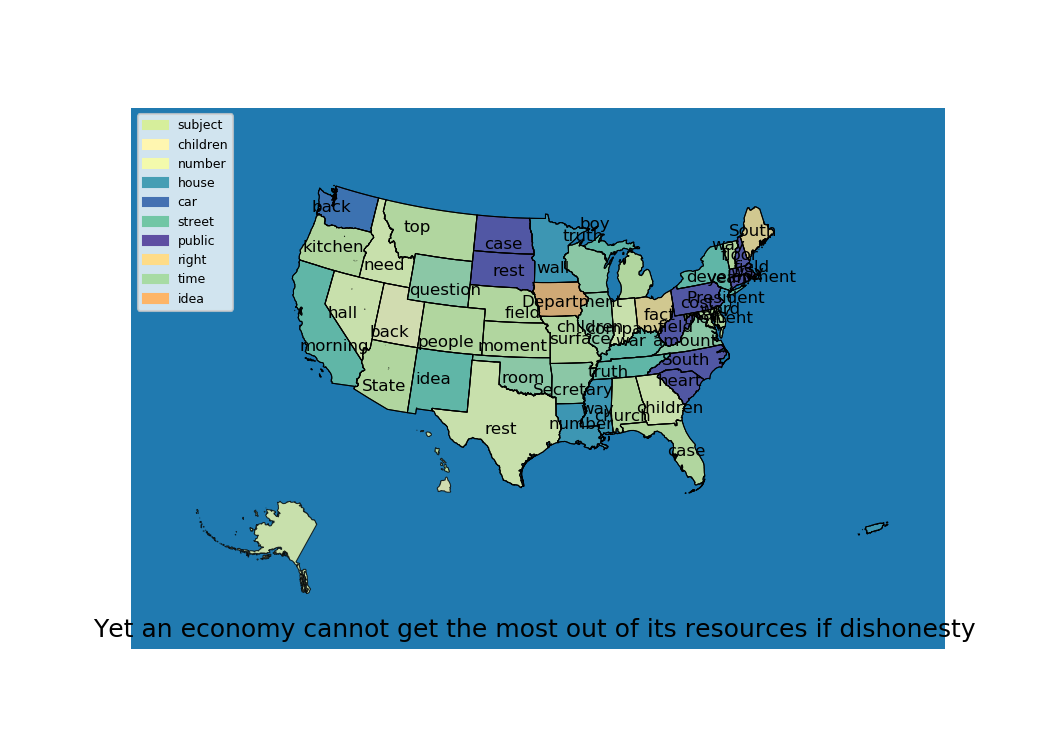 subject
children
number
house
car
street
public
right
time
idea
back
kitchen
need
top
case
rest
question
hall
back
morning
State
people
idea
field
moment
room
rest
wall
truth
boy
Department
children
company
surface
Secretary
way
number
church
children
case
heart
South
truth
war
amount
fact
field
cost
President
development
South
way
floor
field
word
moment
Yet an economy cannot get the most out of its resources if dishonesty